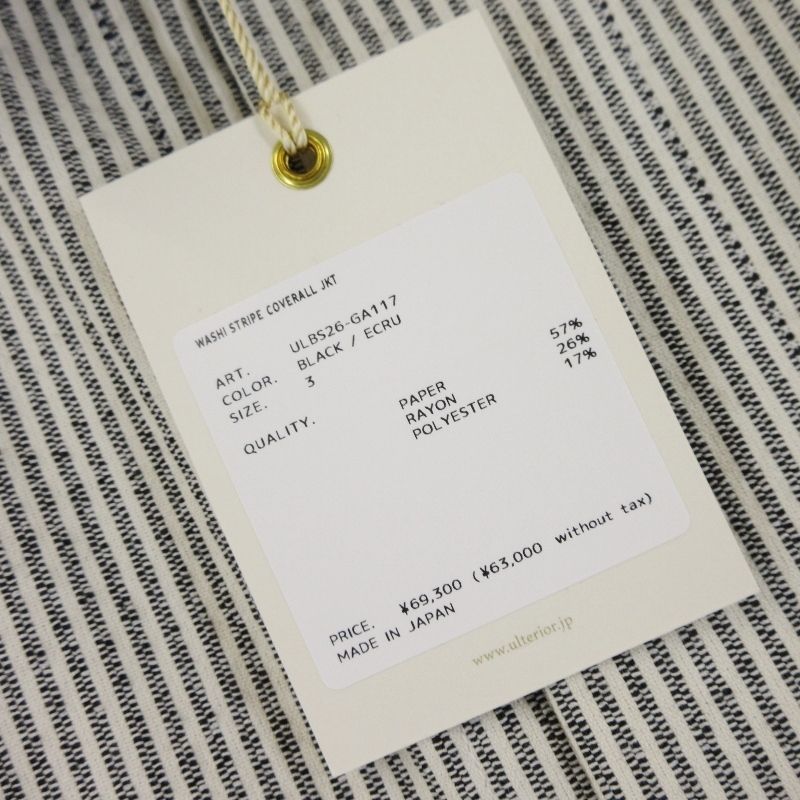 WASHI STRIPE COVERALL JKT
ART. ULBS26-GA117
COLOR. BLACK / ECRU
SIZE. 3
QUALITY. PAPER 57%
RAYON 26%
POLYESTER 17%
PRICE. ¥69,300 (¥63,000 without tax)
MADE IN JAPAN
www.ulterior.jp